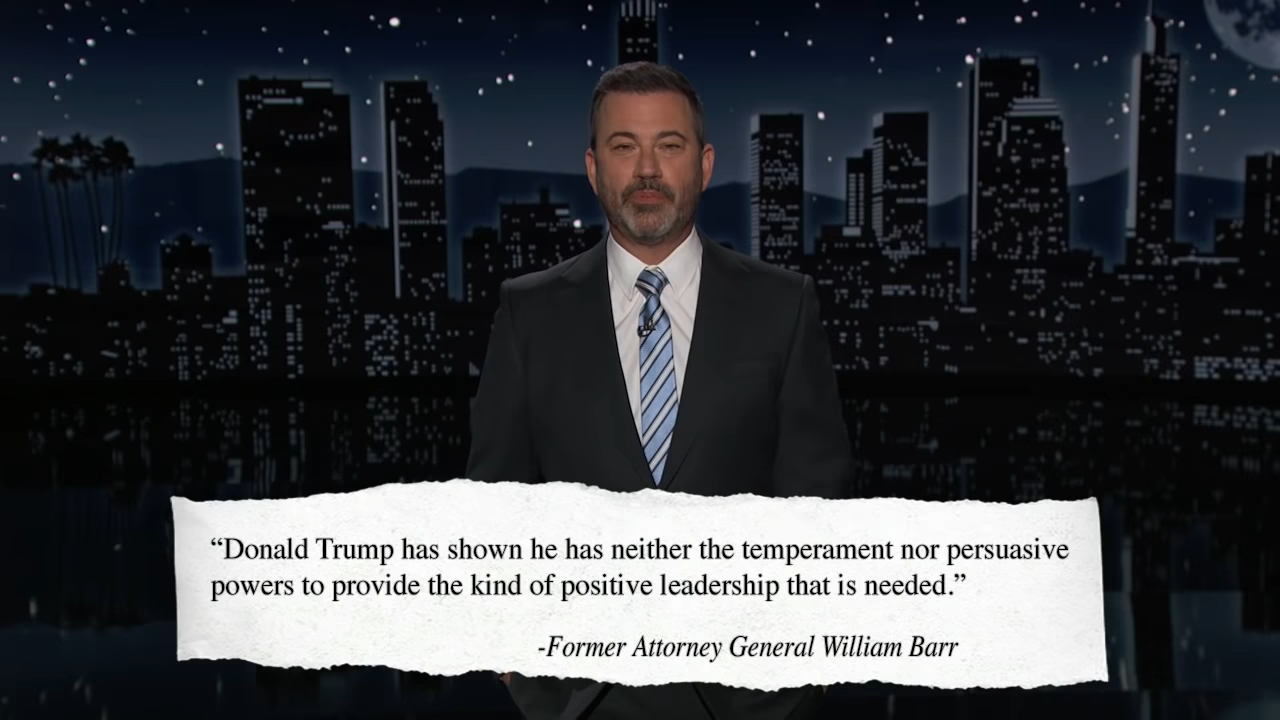 “Donald Trump has shown he has neither the temperament nor persuasive
powers to provide the kind of positive leadership that is needed.”
-Former Attorney General William Barr